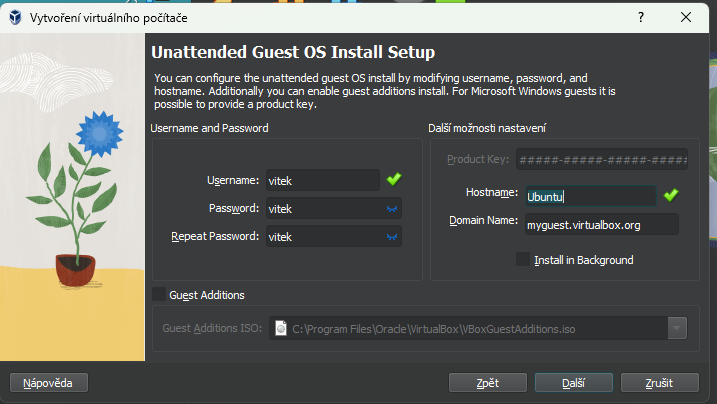 Vytvoření virtuálního počítače
Unattended Guest OS Install Setup
You can configure the unattended guest OS install by modifying username, password, and
hostname. Additionally you can enable guest additions install. For Microsoft Windows guests it is
possible to provide a product key.
Username and Password
Username: vitek
Password: vitek
Repeat Password: vitek
Další možnosti nastavení
Product Key: #####-#####-#####-#####
Hostname: Ubuntu
Domain Name: myguest.virtualbox.org
Install in Background
Guest Additions
Guest Additions ISO: C:\Program Files\Oracle\VirtualBox\VBoxGuestAdditions.iso
Nápověda
Zpět
Další
Zrušit